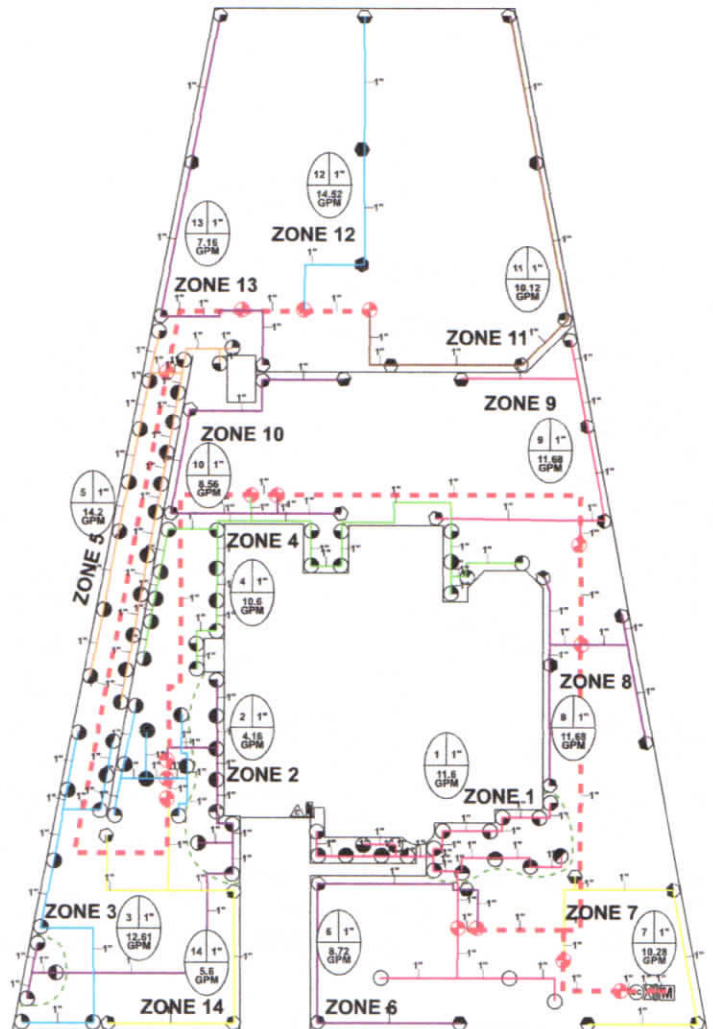 12 1"
14.52
GPM
13 1"
7.16
GPM
ZONE 12
ZONE 13
11 1"
10.12
GPM
ZONE 11
ZONE 9
ZONE 10
9 1"
11.68
GPM
10 1"
8.56
GPM
5 1"
14.2
GPM
ZONE 5
ZONE 4
4 1"
10.6
GPM
ZONE 8
2 1"
4.16
GPM
8 1"
11.68
GPM
1 1"
11.6
GPM
ZONE 2
ZONE 1
ZONE 3
3 1"
12.61
GPM
14 1"
5.6
GPM
6 1"
8.72
GPM
ZONE 7
7 1"
10.28
GPM
ZONE 14
ZONE 6